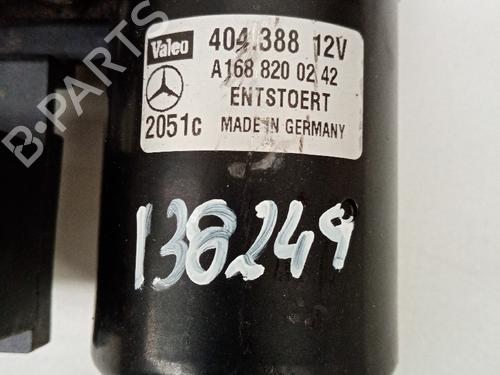 Valeo 404.388 12V
A168 820 02 42
ENTSTOERT
2051c MADE IN GERMANY
138249
B-PARTS